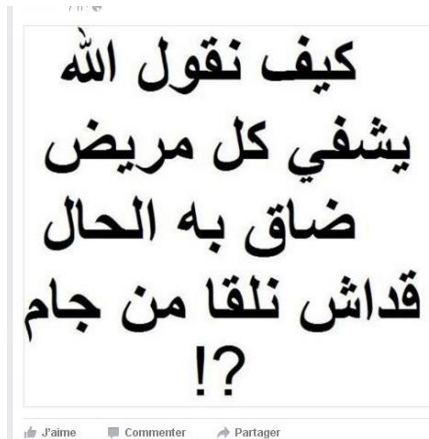 كيف نقول الله
يشفي كل مريض
ضاق به الحال
قداش نلقا من جام
?!
J'aime Commenter Partager